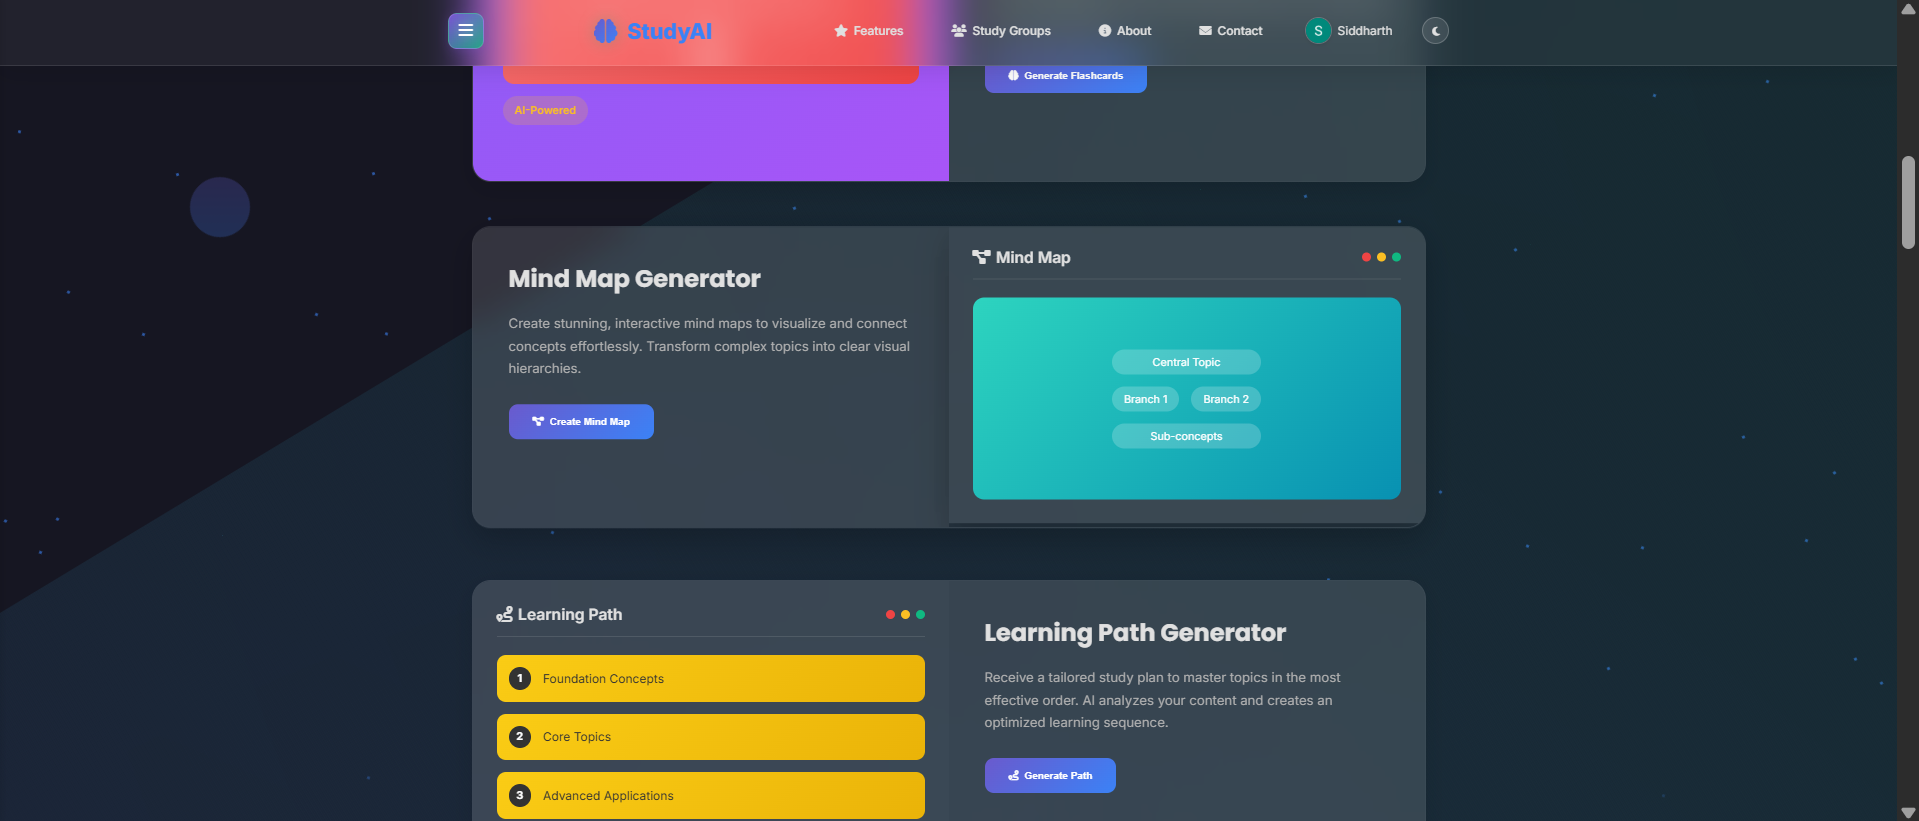 StudyAI
Features
Study Groups
About
Contact
S
Siddharth
AI-Powered
Generate Flashcards
Mind Map Generator
Create stunning, interactive mind maps to visualize and connect
concepts effortlessly. Transform complex topics into clear visual
hierarchies.
Create Mind Map
Mind Map
Central Topic
Branch 1
Branch 2
Sub-concepts
Learning Path
1 Foundation Concepts
2 Core Topics
3 Advanced Applications
Learning Path Generator
Receive a tailored study plan to master topics in the most
effective order. AI analyzes your content and creates an
optimized learning sequence.
Generate Path